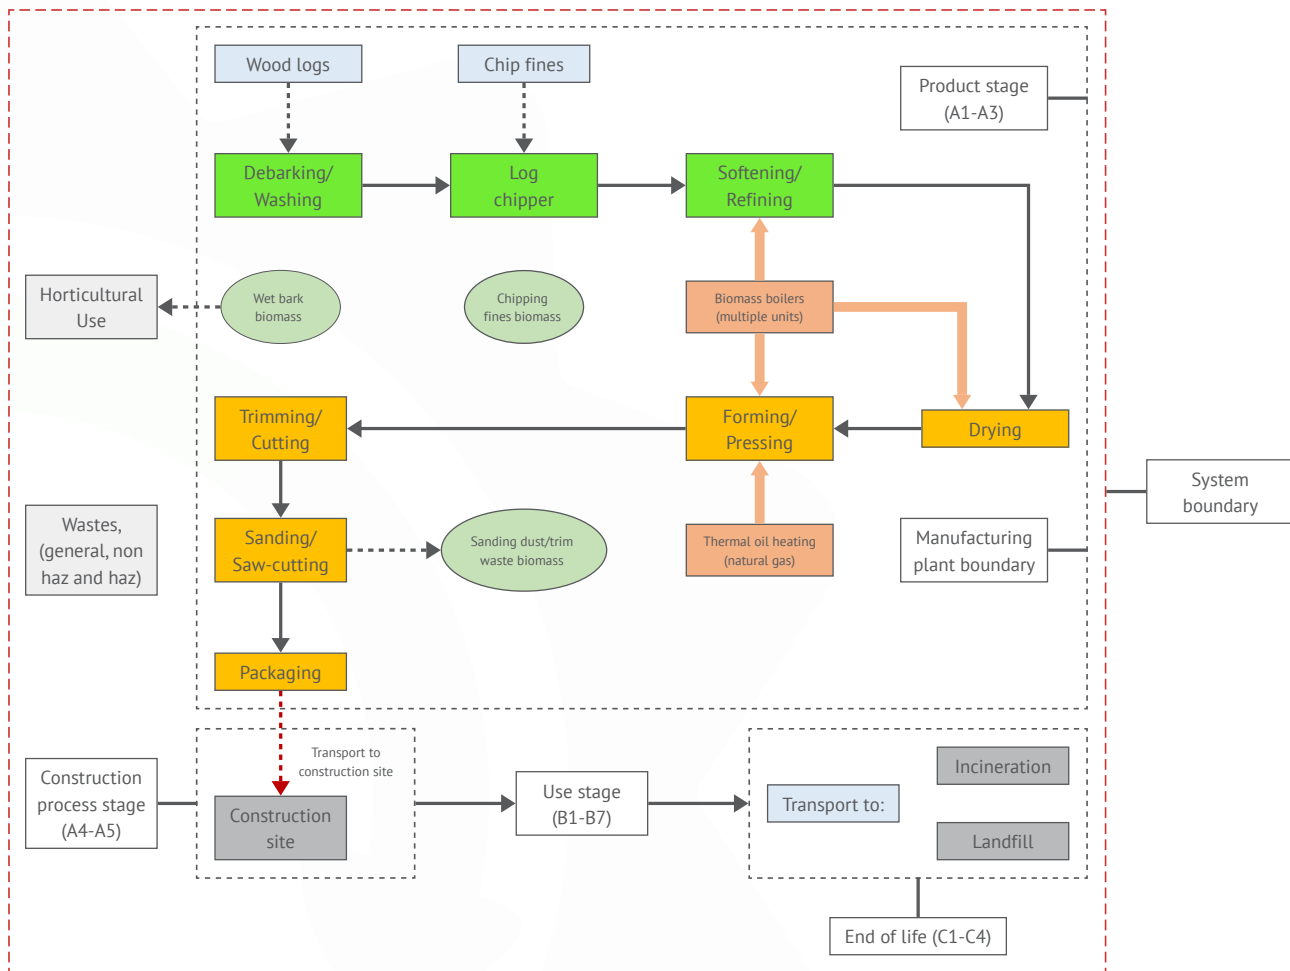 Wood logs
Chip fines
Product stage
(A1-A3)
Debarking/
Washing
Log
chipper
Softening/
Refining
Horticultural
Use
Wet bark
biomass
Chipping
fines biomass
Biomass boilers
(multiple units)
Trimming/
Cutting
Forming/
Pressing
Drying
System
boundary
Wastes,
(general, non
haz and haz)
Sanding/
Saw-cutting
Sanding dust/trim
waste biomass
Thermal oil heating
(natural gas)
Manufacturing
plant boundary
Packaging
Transport to
construction site
Construction
process stage
(A4-A5)
Construction
site
Use stage
(B1-B7)
Transport to:
Incineration
Landfill
End of life (C1-C4)